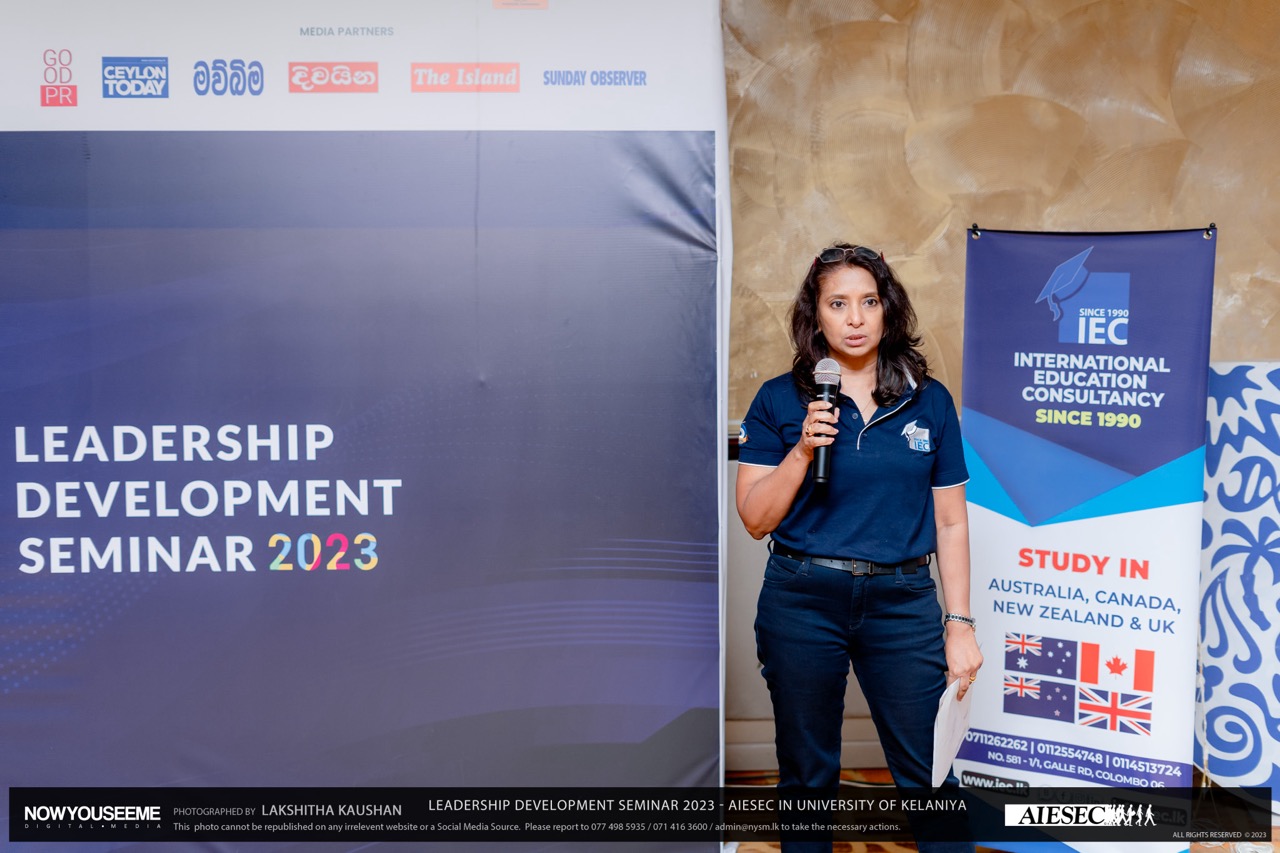 MEDIA PARTNERS
GO
OD
PR
CEYLON
TODAY
මව්බිම
දිවයින
The Island
SUNDAY OBSERVER
LEADERSHIP
DEVELOPMENT
SEMINAR 2023
IEC
SINCE 1990
IEC
INTERNATIONAL
EDUCATION
CONSULTANCY
SINCE 1990
STUDY IN
AUSTRALIA, CANADA,
NEW ZEALAND & UK
0711262262 | 0112554748 | 0114513724
NO. 581 - 1/1, GALLE RD, COLOMBO 06
www.iec.lk
NOWYOUSEEME
DIGITAL•MEDIA
PHOTOGRAPHED BY LAKSHITHA KAUSHAN
LEADERSHIP DEVELOPMENT SEMINAR 2023 - AIESEC IN UNIVERSITY OF KELANIYA
This photo cannot be republished on any irrelevent website or a Social Media Source. Please report to 077 498 5935 / 071 416 3600 / admin@nysm.lk to take the necessary actions.
AIESEC
ALL RIGHTS RESERVED © 2023